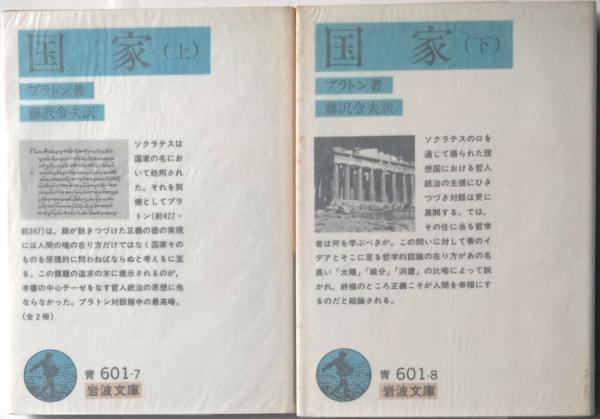 国家(上)
プラトン著
藤沢令夫訳
ソクラテスは
国家の名にお
いて処刑され
た。それを契
機としてプラ
トン(前427-
前347)は、師が説きつづけた正義の徳の実現
には人間の魂の在り方だけではなく国家その
ものを原理的に問わねばならぬと考えるに至
る。この課題の追求の末に提示されるのが、
本書の中心テーゼをなす哲人統治の思想に他
ならなかった。プラトン対話篇中の最高峰。
(全2冊)
青 601-7
岩波文庫
国家(下)
プラトン著
藤沢令夫訳
ソクラテスの口を
通じて語られた理
想国における哲人
統治の主張にひき
つづき対話は更に
展開する。では、
その任に当る哲学
者は何を学ぶべきか。この問いに対して善のイ
デアとそこに至る哲学的認識の在り方があの名
高い「太陽」「線分」「洞窟」の比喩によって説
かれ、終極のところ正義こそが人間を幸福にす
るのだと結論される。
青 601-8
岩波文庫